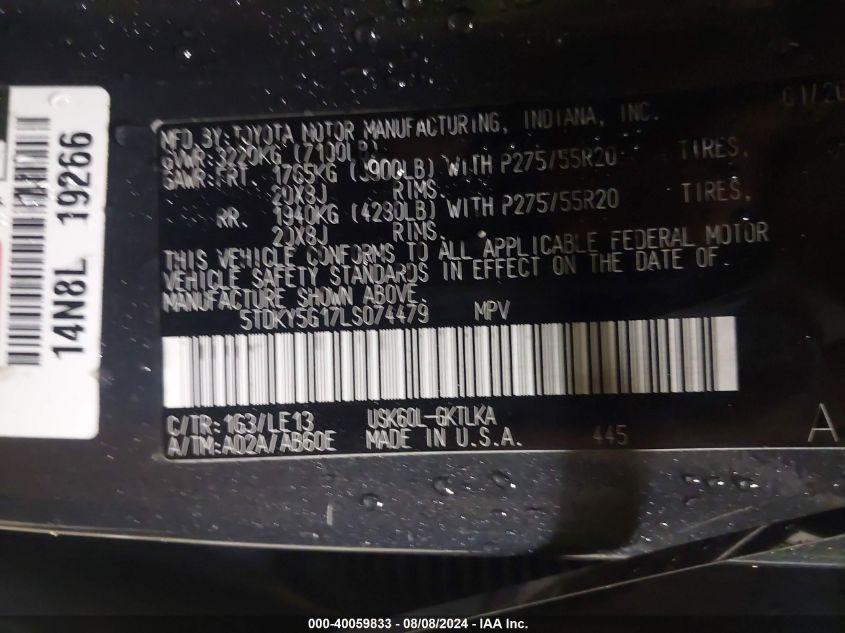 01/20
MFD.BY:TOYOTA MOTOR MANUFACTURING, INDIANA, INC.
GVWR:3220KG (7100LB)
GAWR:FRT. 1765KG (3900LB) WITH P275/55R20 TIRES,
20X8J RIMS.
RR. 1940KG (4280LB) WITH P275/55R20 TIRES,
20X8J RIMS.
THIS VEHICLE CONFORMS TO ALL APPLICABLE FEDERAL MOTOR
VEHICLE SAFETY STANDARDS IN EFFECT ON THE DATE OF
MANUFACTURE SHOWN ABOVE.
5TDKY5G17LS074479 MPV
C/TR: 1G3/LE13 USK60L-GKTLKA
A/TM:A02A/AB60E MADE IN U.S.A. 445 A
14N8L 19266
000-40059833 - 08/08/2024 - IAA Inc.